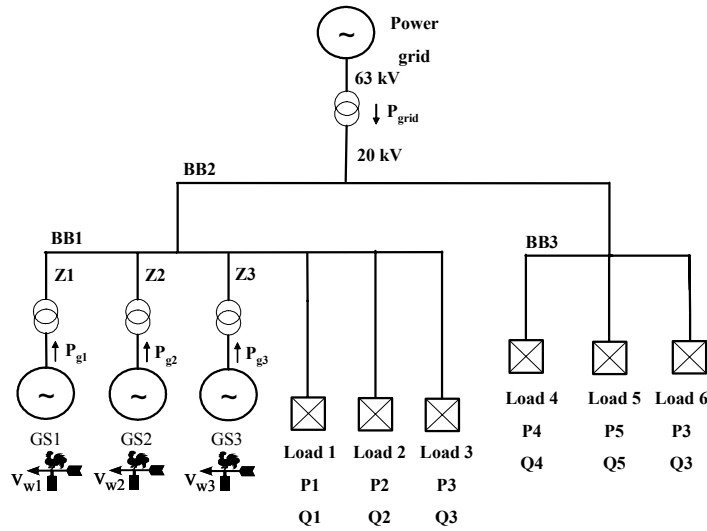 Power
grid
~
63 kV
P_grid
20 kV
BB2
BB1
BB3
Z1 Z2 Z3
P_g1 P_g2 P_g3
~ ~ ~
GS1 GS2 GS3
V_w1 V_w2 V_w3
Load 1 Load 2 Load 3
P1 P2 P3
Q1 Q2 Q3
Load 4 Load 5 Load 6
P4 P5 P3
Q4 Q5 Q3